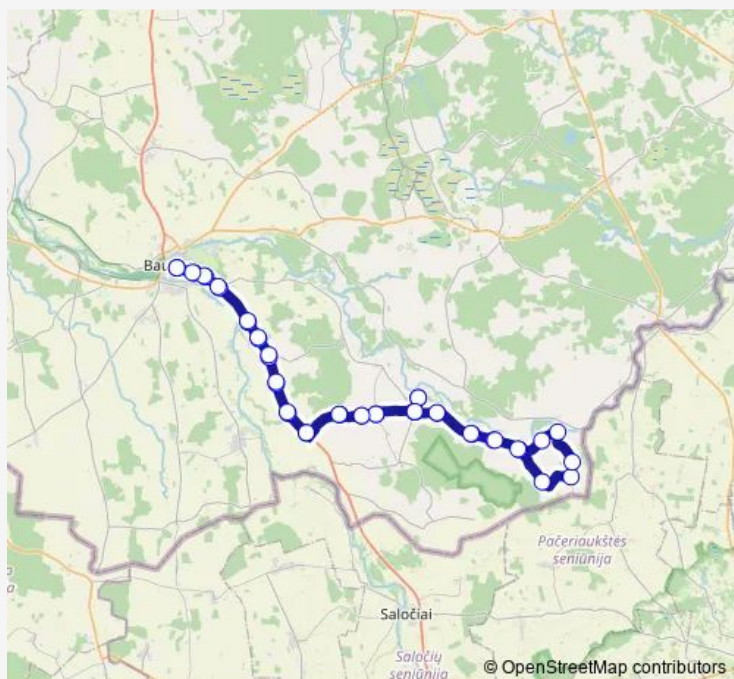 Bau
Pačeriaukštės
seniūnija
Saločiai
Saločių
seniūnija
© OpenStreetMap contributors